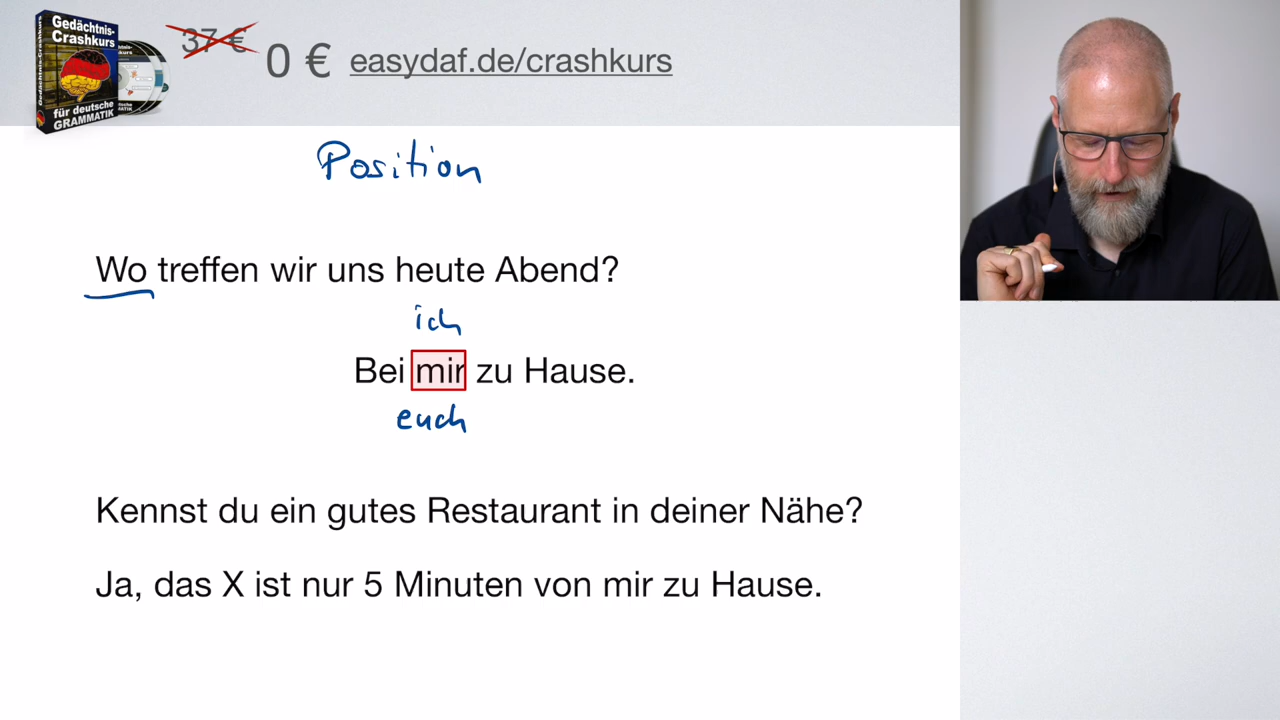 Gedächtnis-
Crashkurs
für deutsche
GRAMMATIK
37 €
0 € easydaf.de/crashkurs
Position
Wo treffen wir uns heute Abend?
ich
Bei mir zu Hause.
euch
Kennst du ein gutes Restaurant in deiner Nähe?
Ja, das X ist nur 5 Minuten von mir zu Hause.